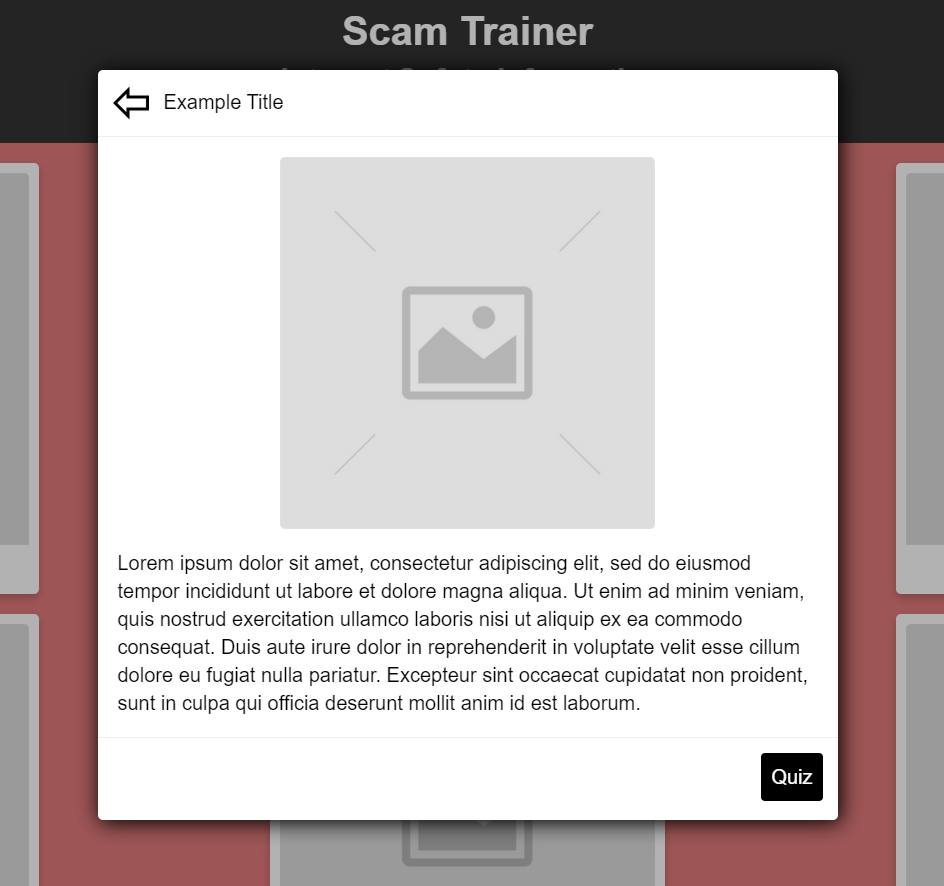 Scam Trainer
Example Title
Lorem ipsum dolor sit amet, consectetur adipiscing elit, sed do eiusmod
tempor incididunt ut labore et dolore magna aliqua. Ut enim ad minim veniam,
quis nostrud exercitation ullamco laboris nisi ut aliquip ex ea commodo
consequat. Duis aute irure dolor in reprehenderit in voluptate velit esse cillum
dolore eu fugiat nulla pariatur. Excepteur sint occaecat cupidatat non proident,
sunt in culpa qui officia deserunt mollit anim id est laborum.
Quiz